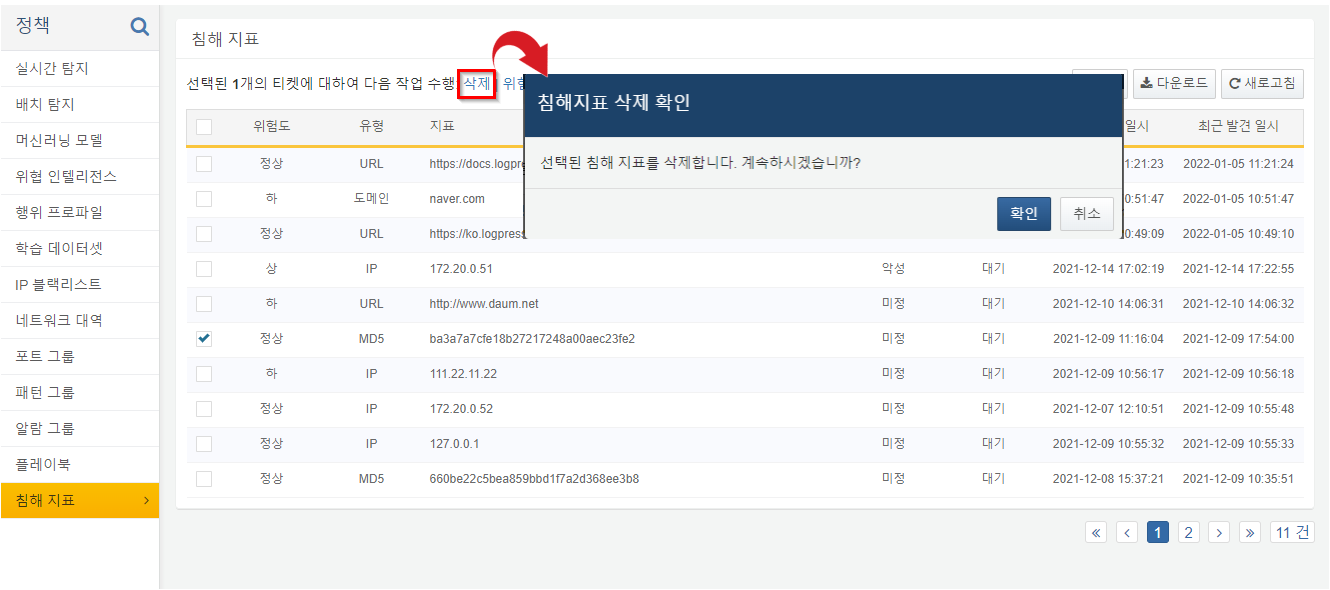 정책
실시간 탐지
배치 탐지
머신러닝 모델
위협 인텔리전스
행위 프로파일
학습 데이터셋
IP 블랙리스트
네트워크 대역
포트 그룹
패턴 그룹
알람 그룹
플레이북
침해 지표
침해 지표
선택된 1개의 티켓에 대하여 다음 작업 수행: 삭제 위험
다운로드 새로고침
침해지표 삭제 확인
선택된 침해 지표를 삭제합니다. 계속하시겠습니까?
확인 취소
위험도 유형 지표 일시 최근 발견 일시
정상 URL https://docs.logpre 1:21:23 2022-01-05 11:21:24
하 도메인 naver.com 0:51:47 2022-01-05 10:51:47
정상 URL https://ko.logpress 0:49:09 2022-01-05 10:49:10
상 IP 172.20.0.51 악성 대기 2021-12-14 17:02:19 2021-12-14 17:22:55
하 URL http://www.daum.net 미정 대기 2021-12-10 14:06:31 2021-12-10 14:06:32
정상 MD5 ba3a7a7cfe18b27217248a00aec23fe2 미정 대기 2021-12-09 11:16:04 2021-12-09 17:54:00
하 IP 111.22.11.22 미정 대기 2021-12-09 10:56:17 2021-12-09 10:56:18
정상 IP 172.20.0.52 미정 대기 2021-12-07 12:10:51 2021-12-09 10:55:48
정상 IP 127.0.0.1 미정 대기 2021-12-09 10:55:32 2021-12-09 10:55:33
정상 MD5 660be22c5bea859bbd1f7a2d368ee3b8 미정 대기 2021-12-08 15:37:21 2021-12-09 10:35:51
« ‹ 1 2 › » 11 건